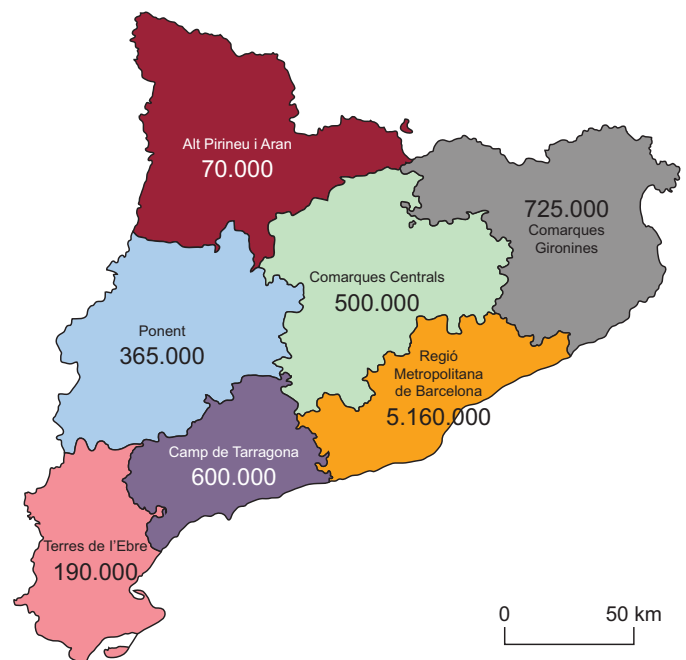 Alt Pirineu i Aran
70.000
725.000
Comarques
Gironines
Comarques Centrals
500.000
Ponent
365.000
Regió
Metropolitana
de Barcelona
5.160.000
Camp de Tarragona
600.000
Terres de l’Ebre
190.000
0 50 km